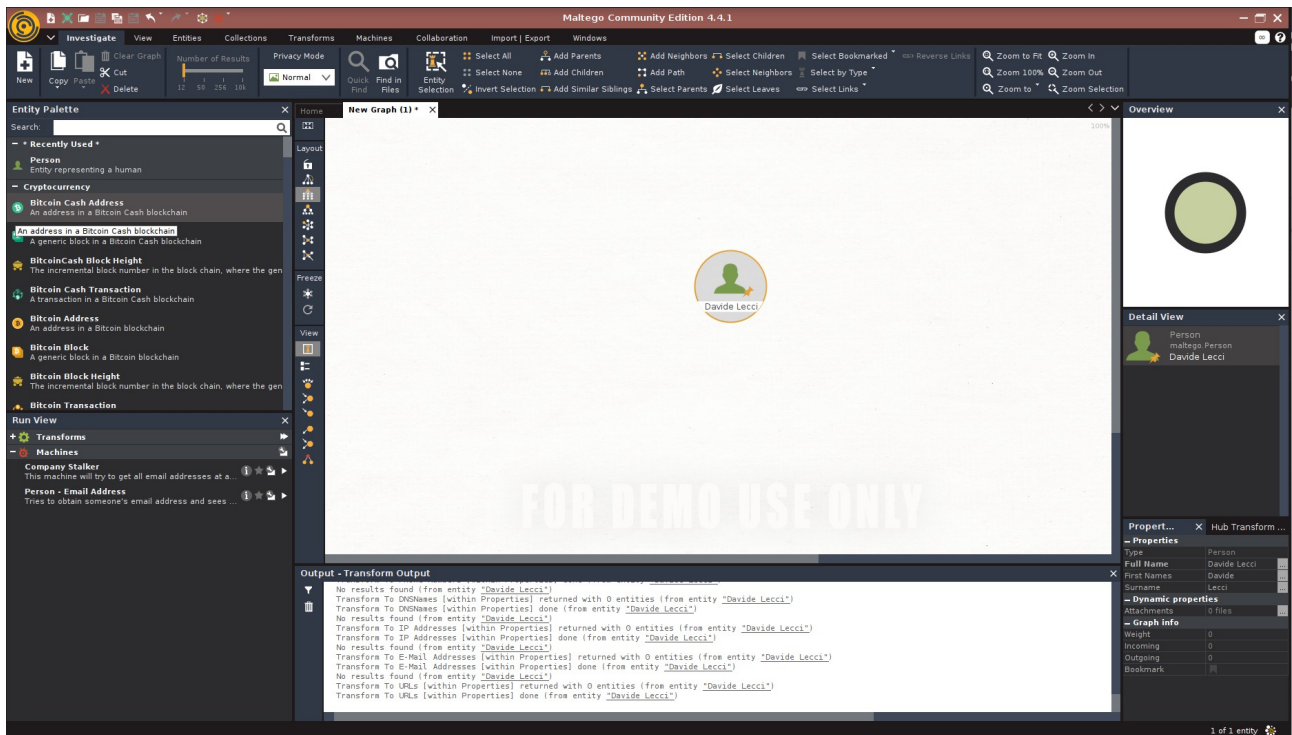 Maltego Community Edition 4.4.1
Investigate View Entities Collections Transforms Machines Collaboration Import | Export Windows
New
Copy
Paste
Clear Graph
Cut
Delete
Number of Results
12 50 256 10k
Privacy Mode
Normal
Quick Find
Find in Files
Entity Selection
Select All
Select None
Invert Selection
Add Parents
Add Children
Add Similar Siblings
Add Neighbors
Add Path
Select Parents
Select Children
Select Neighbors
Select Leaves
Select Bookmarked
Select by Type
Select Links
Reverse Links
Zoom to Fit
Zoom 100%
Zoom to
Zoom In
Zoom Out
Zoom Selection
Entity Palette
Search:
* Recently Used *
Person
Entity representing a human
Cryptocurrency
Bitcoin Cash Address
An address in a Bitcoin Cash blockchain
An address in a Bitcoin Cash blockchain
A generic block in a Bitcoin Cash blockchain
BitcoinCash Block Height
The incremental block number in the block chain, where the gen
Bitcoin Cash Transaction
A transaction in a Bitcoin Cash blockchain
Bitcoin Address
An address in a Bitcoin blockchain
Bitcoin Block
A generic block in a Bitcoin blockchain
Bitcoin Block Height
The incremental block number in the block chain, where the gen
Bitcoin Transaction
Run View
Transforms
Machines
Company Stalker
This machine will try to get all email addresses at a...
Person - Email Address
Tries to obtain someone's email address and sees ...
Home New Graph (1) *
Layout
Freeze
View
100%
Davide Lecci
FOR DEMO USE ONLY
Output - Transform Output
No results found (from entity "Davide Lecci")
Transform To DNSNames [within Properties] returned with 0 entities (from entity "Davide Lecci")
Transform To DNSNames [within Properties] done (from entity "Davide Lecci")
No results found (from entity "Davide Lecci")
Transform To IP Addresses [within Properties] returned with 0 entities (from entity "Davide Lecci")
Transform To IP Addresses [within Properties] done (from entity "Davide Lecci")
No results found (from entity "Davide Lecci")
Transform To E-Mail Addresses [within Properties] returned with 0 entities (from entity "Davide Lecci")
Transform To E-Mail Addresses [within Properties] done (from entity "Davide Lecci")
No results found (from entity "Davide Lecci")
Transform To URLs [within Properties] returned with 0 entities (from entity "Davide Lecci")
Transform To URLs [within Properties] done (from entity "Davide Lecci")
Overview
Detail View
Person
maltego.Person
Davide Lecci
Propert... Hub Transform ...
Properties
Type Person
Full Name Davide Lecci
First Names Davide
Surname Lecci
Dynamic properties
Attachments 0 files
Graph info
Weight 0
Incoming 0
Outgoing 0
Bookmark
1 of 1 entity